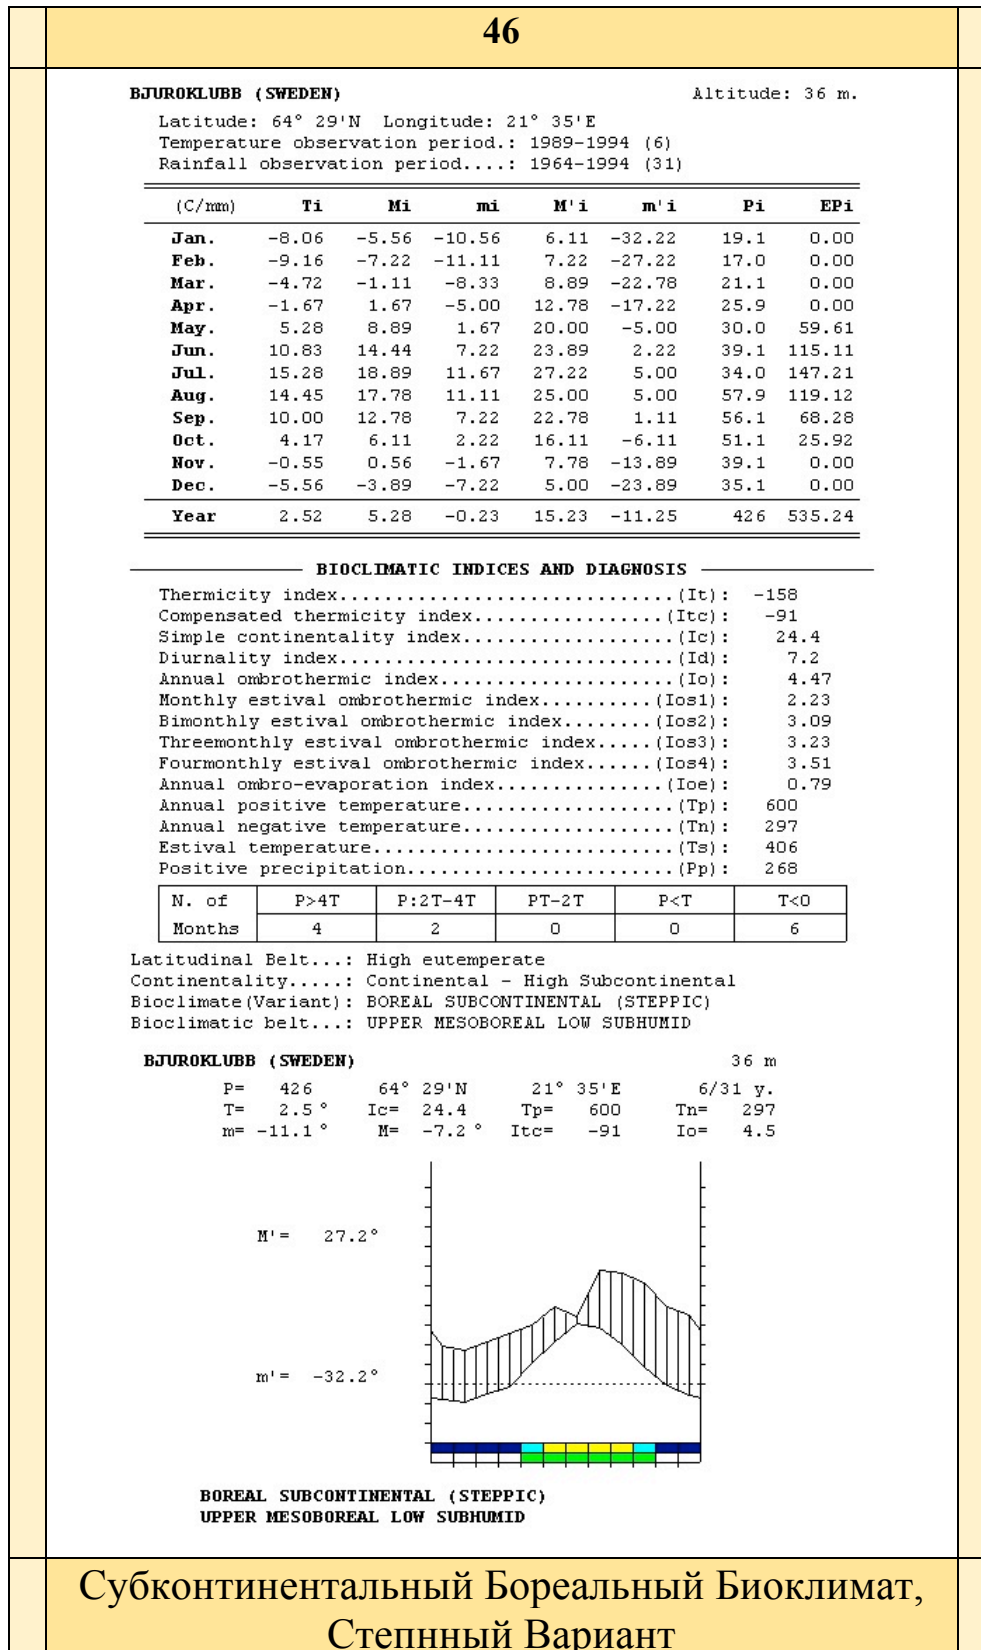 46
BJUROKLUBB (SWEDEN) Altitude: 36 m.
Latitude: 64° 29'N Longitude: 21° 35'E
Temperature observation period.: 1989-1994 (6)
Rainfall observation period....: 1964-1994 (31)
(C/mm) Ti Mi mi M'i m'i Pi EPi
Jan. -8.06 -5.56 -10.56 6.11 -32.22 19.1 0.00
Feb. -9.16 -7.22 -11.11 7.22 -27.22 17.0 0.00
Mar. -4.72 -1.11 -8.33 8.89 -22.78 21.1 0.00
Apr. -1.67 1.67 -5.00 12.78 -17.22 25.9 0.00
May. 5.28 8.89 1.67 20.00 -5.00 30.0 59.61
Jun. 10.83 14.44 7.22 23.89 2.22 39.1 115.11
Jul. 15.28 18.89 11.67 27.22 5.00 34.0 147.21
Aug. 14.45 17.78 11.11 25.00 5.00 57.9 119.12
Sep. 10.00 12.78 7.22 22.78 1.11 56.1 68.28
Oct. 4.17 6.11 2.22 16.11 -6.11 51.1 25.92
Nov. -0.55 0.56 -1.67 7.78 -13.89 39.1 0.00
Dec. -5.56 -3.89 -7.22 5.00 -23.89 35.1 0.00
Year 2.52 5.28 -0.23 15.23 -11.25 426 535.24
BIOCLIMATIC INDICES AND DIAGNOSIS
Thermicity index..............................(It): -158
Compensated thermicity index.................(Itc): -91
Simple continentality index...................(Ic): 24.4
Diurnality index..............................(Id): 7.2
Annual ombrothermic index.....................(Io): 4.47
Monthly estival ombrothermic index..........(Ios1): 2.23
Bimonthly estival ombrothermic index........(Ios2): 3.09
Threemonthly estival ombrothermic index.....(Ios3): 3.23
Fourmonthly estival ombrothermic index......(Ios4): 3.51
Annual ombro-evaporation index...............(Ioe): 0.79
Annual positive temperature...................(Tp): 600
Annual negative temperature...................(Tn): 297
Estival temperature...........................(Ts): 406
Positive precipitation........................(Pp): 268
N. of P>4T P:2T-4T PT-2T P<T T<0
Months 4 2 0 0 6
Latitudinal Belt...: High eutemperate
Continentality.....: Continental - High Subcontinental
Bioclimate(Variant): BOREAL SUBCONTINENTAL (STEPPIC)
Bioclimatic belt...: UPPER MESOBOREAL LOW SUBHUMID
BJUROKLUBB (SWEDEN) 36 m
P= 426 64° 29'N 21° 35'E 6/31 y.
T= 2.5° Ic= 24.4 Tp= 600 Tn= 297
m= -11.1° M= -7.2° Itc= -91 Io= 4.5
M'= 27.2°
m'= -32.2°
BOREAL SUBCONTINENTAL (STEPPIC)
UPPER MESOBOREAL LOW SUBHUMID
Субконтинентальный Бореальный Биоклимат,
Степнный Вариант